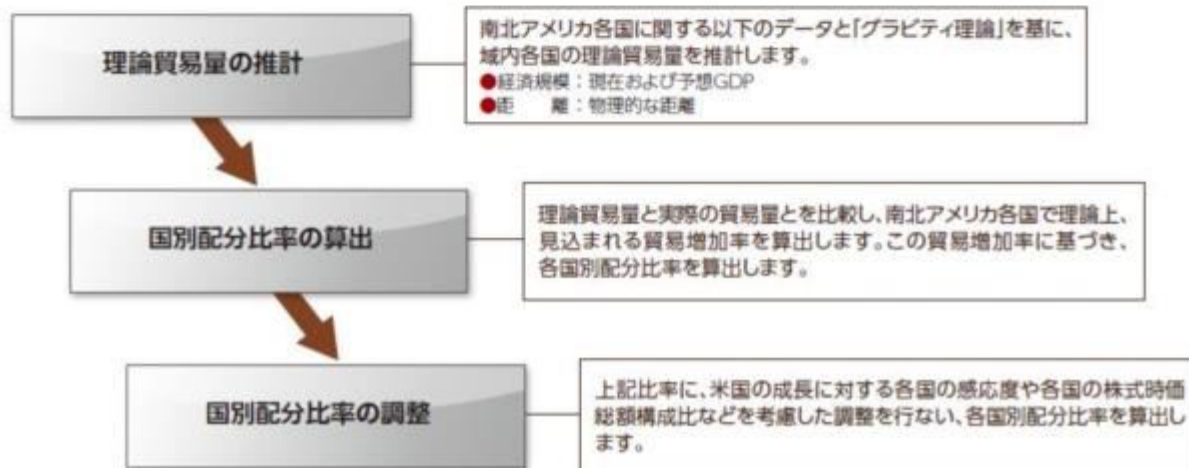 理論貿易量の推計
南北アメリカ各国に関する以下のデータと「グラビティ理論」を基に、
域内各国の理論貿易量を推計します。
●経済規模：現在および予想GDP
●距　　離：物理的な距離
国別配分比率の算出
理論貿易量と実際の貿易量とを比較し、南北アメリカ各国で理論上、
見込まれる貿易増加率を算出します。この貿易増加率に基づき、
各国別配分比率を算出します。
国別配分比率の調整
上記比率に、米国の成長に対する各国の感応度や各国の株式時価
総額構成比などを考慮した調整を行ない、各国別配分比率を算出し
ます。